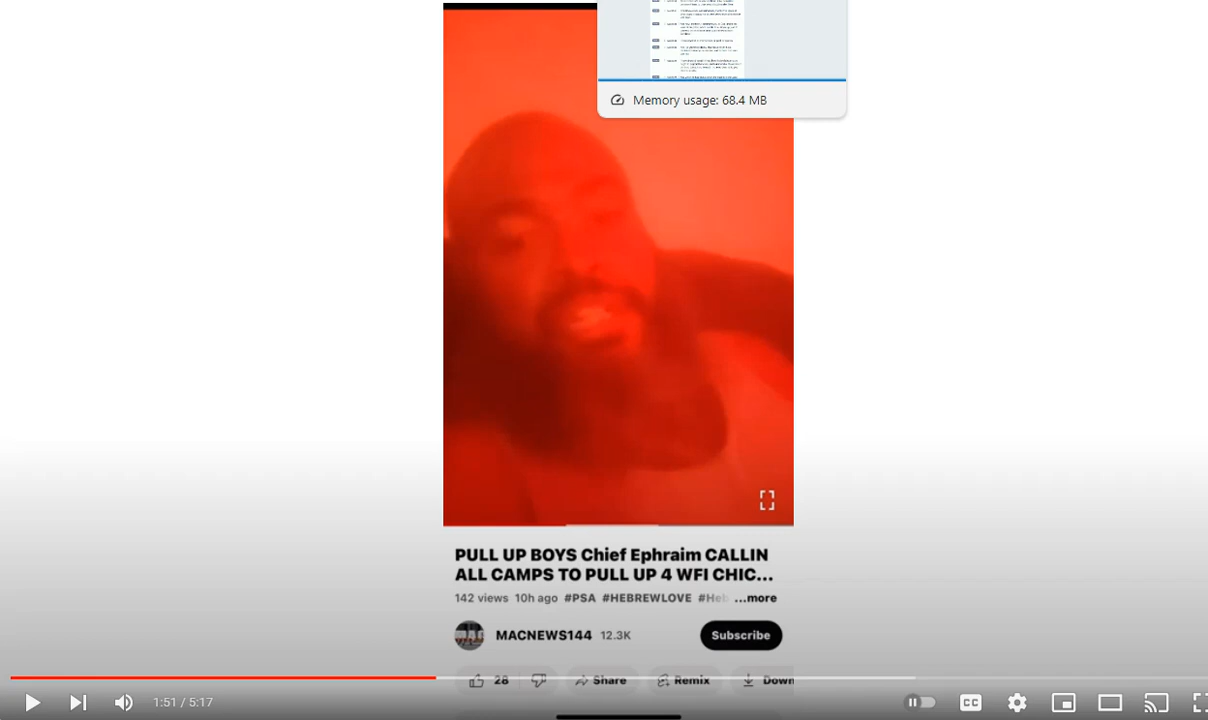 Memory usage: 68.4 MB
PULL UP BOYS Chief Ephraim CALLIN
ALL CAMPS TO PULL UP 4 WFI CHIC...
142 views 10h ago #PSA #HEBREWLOVE #Heb ...more
MACNEWS144 12.3K
Subscribe
28 Share Remix Down
1:51 / 5:17
CC